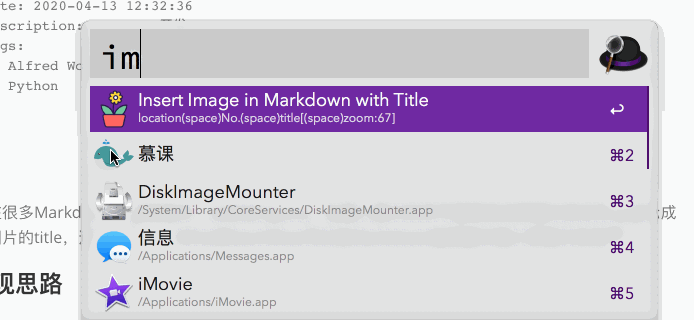 te: 2020-04-13 12:32:36
scription:
gs:
Alfred Wo
Python
im
Insert Image in Markdown with Title
location(space)No.(space)title[(space)zoom:67]
慕课
⌘2
DiskImageMounter
/System/Library/CoreServices/DiskImageMounter.app
⌘3
信息
/Applications/Messages.app
⌘4
iMovie
/Applications/iMovie.app
⌘5
很多Markd
成
片的title,
现思路